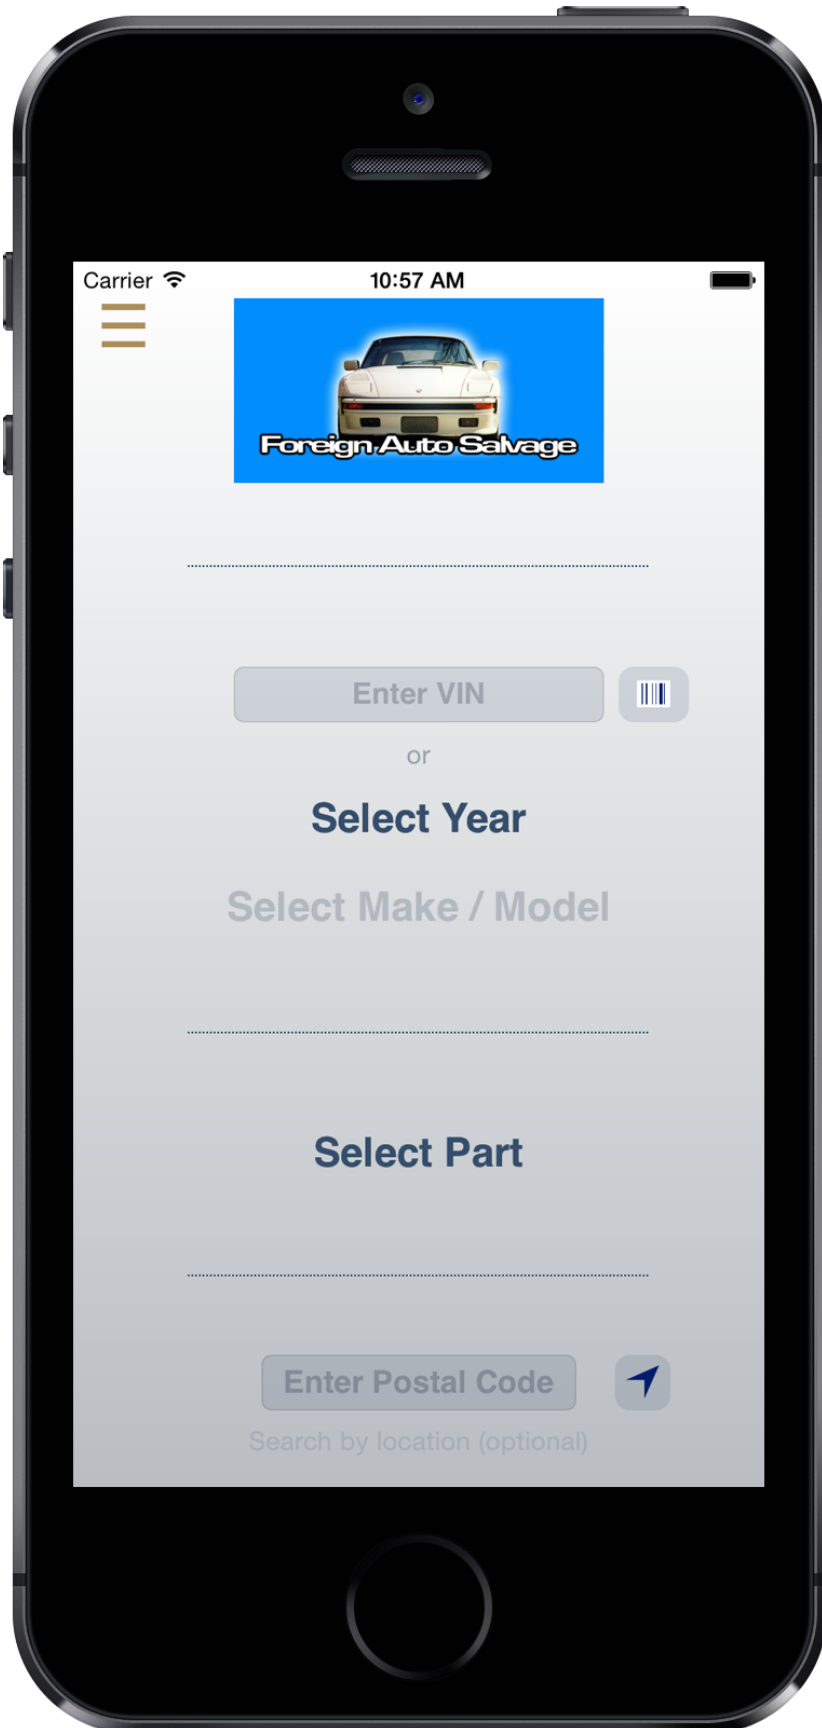 Carrier 10:57 AM
Foreign Auto Salvage
Enter VIN
or
Select Year
Select Make / Model
Select Part
Enter Postal Code
Search by location (optional)